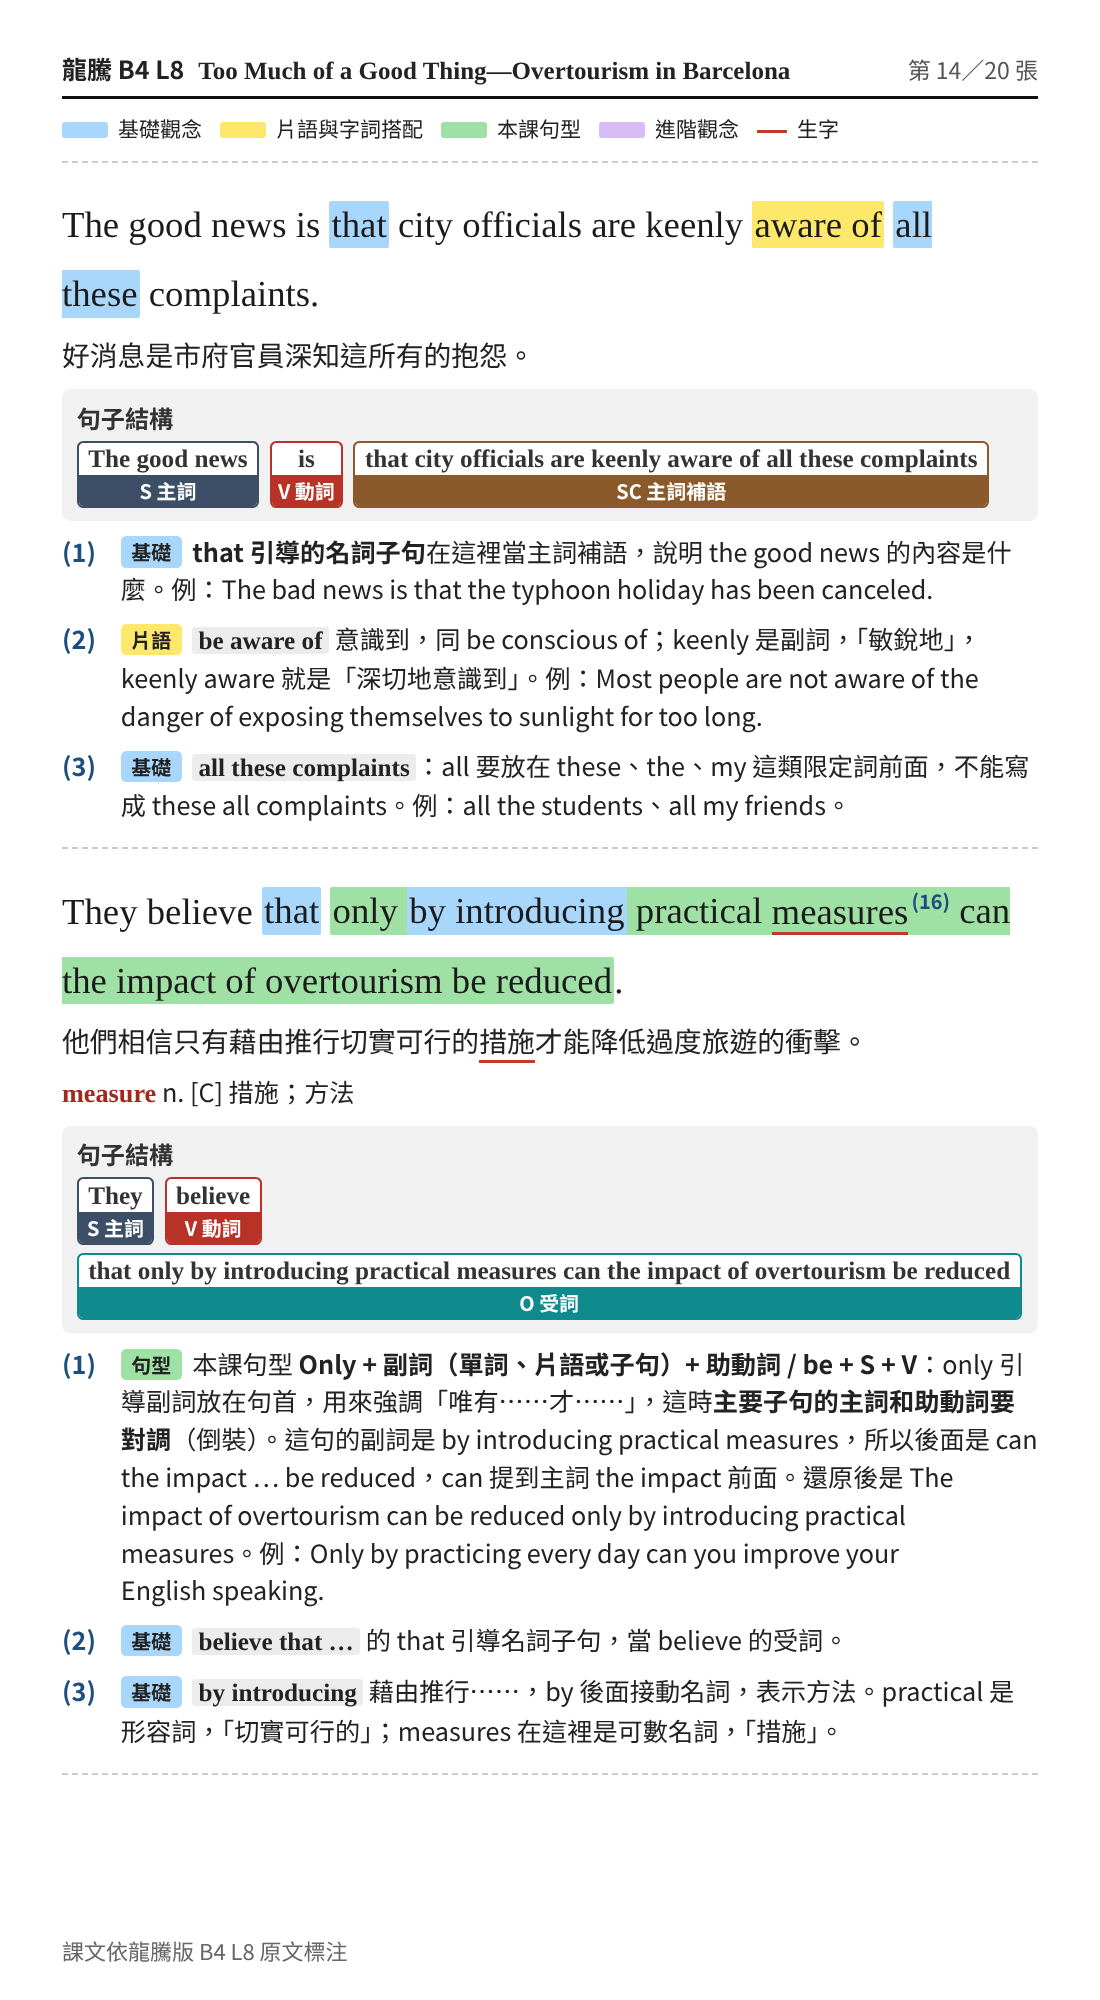 龍騰 B4 L8 Too Much of a Good Thing—Overtourism in Barcelona 第 14／20 張
基礎觀念 片語與字詞搭配 本課句型 進階觀念 生字
The good news is that city officials are keenly aware of all
these complaints.
好消息是市府官員深知這所有的抱怨。
句子結構
The good news is that city officials are keenly aware of all these complaints
S 主詞 V 動詞 SC 主詞補語
(1) 基礎 that 引導的名詞子句在這裡當主詞補語，說明 the good news 的內容是什
麼。例：The bad news is that the typhoon holiday has been canceled.
(2) 片語 be aware of 意識到，同 be conscious of；keenly 是副詞，「敏銳地」，
keenly aware 就是「深切地意識到」。例：Most people are not aware of the
danger of exposing themselves to sunlight for too long.
(3) 基礎 all these complaints：all 要放在 these、the、my 這類限定詞前面，不能寫
成 these all complaints。例：all the students、all my friends。
They believe that only by introducing practical measures(16) can
the impact of overtourism be reduced.
他們相信只有藉由推行切實可行的措施才能降低過度旅遊的衝擊。
measure n. [C] 措施；方法
句子結構
They believe
S 主詞 V 動詞
that only by introducing practical measures can the impact of overtourism be reduced
O 受詞
(1) 句型 本課句型 Only + 副詞（單詞、片語或子句）+ 助動詞 / be + S + V：only 引
導副詞放在句首，用來強調「唯有……才……」，這時主要子句的主詞和助動詞要
對調（倒裝）。這句的副詞是 by introducing practical measures，所以後面是 can
the impact … be reduced，can 提到主詞 the impact 前面。還原後是 The
impact of overtourism can be reduced only by introducing practical
measures。例：Only by practicing every day can you improve your
English speaking.
(2) 基礎 believe that … 的 that 引導名詞子句，當 believe 的受詞。
(3) 基礎 by introducing 藉由推行……，by 後面接動名詞，表示方法。practical 是
形容詞，「切實可行的」；measures 在這裡是可數名詞，「措施」。
課文依龍騰版 B4 L8 原文標注